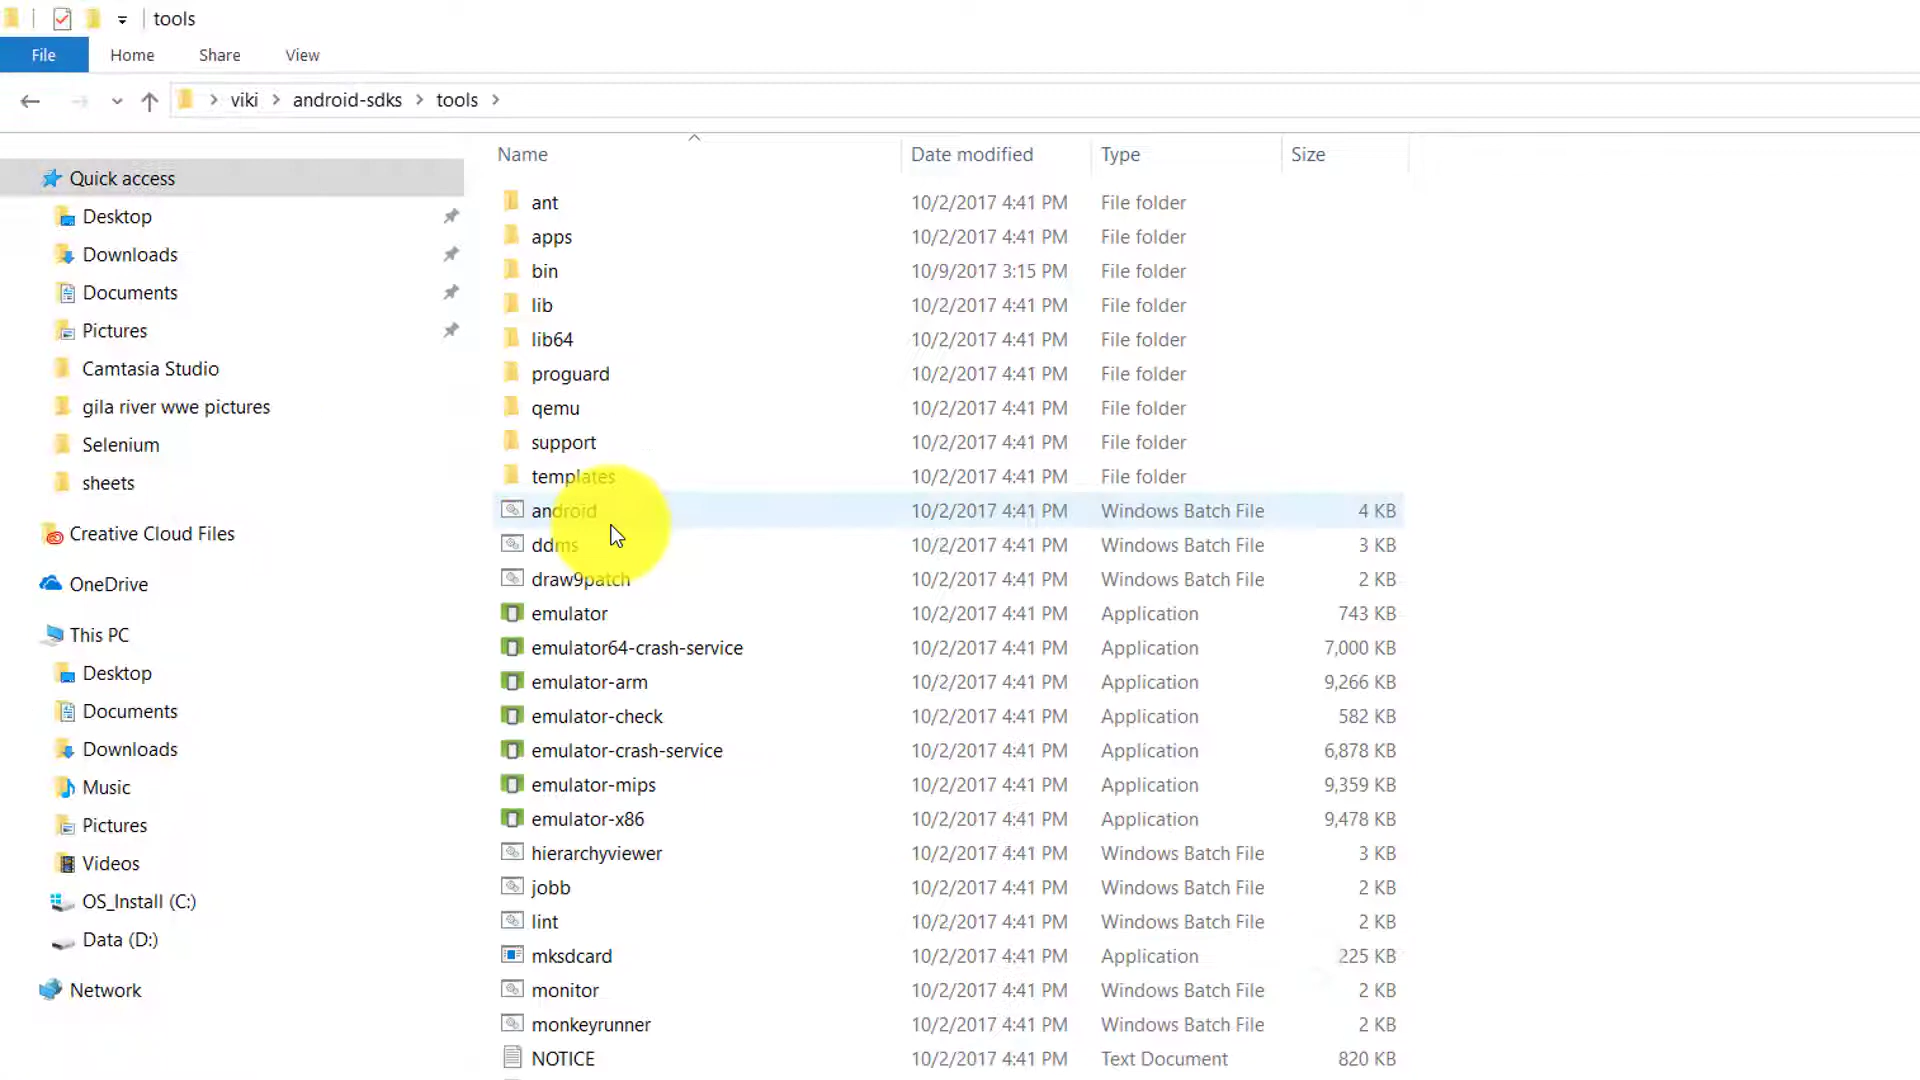 tools
File Home Share View
viki android-sdks tools
Name Date modified Type Size
Quick access
Desktop
Downloads
Documents
Pictures
Camtasia Studio
gila river wwe pictures
Selenium
sheets
Creative Cloud Files
OneDrive
This PC
Desktop
Documents
Downloads
Music
Pictures
Videos
OS_Install (C:)
Data (D:)
Network
ant 10/2/2017 4:41 PM File folder
apps 10/2/2017 4:41 PM File folder
bin 10/9/2017 3:15 PM File folder
lib 10/2/2017 4:41 PM File folder
lib64 10/2/2017 4:41 PM File folder
proguard 10/2/2017 4:41 PM File folder
qemu 10/2/2017 4:41 PM File folder
support 10/2/2017 4:41 PM File folder
templates 10/2/2017 4:41 PM File folder
android 10/2/2017 4:41 PM Windows Batch File 4 KB
ddms 10/2/2017 4:41 PM Windows Batch File 3 KB
draw9patch 10/2/2017 4:41 PM Windows Batch File 2 KB
emulator 10/2/2017 4:41 PM Application 743 KB
emulator64-crash-service 10/2/2017 4:41 PM Application 7,000 KB
emulator-arm 10/2/2017 4:41 PM Application 9,266 KB
emulator-check 10/2/2017 4:41 PM Application 582 KB
emulator-crash-service 10/2/2017 4:41 PM Application 6,878 KB
emulator-mips 10/2/2017 4:41 PM Application 9,359 KB
emulator-x86 10/2/2017 4:41 PM Application 9,478 KB
hierarchyviewer 10/2/2017 4:41 PM Windows Batch File 3 KB
jobb 10/2/2017 4:41 PM Windows Batch File 2 KB
lint 10/2/2017 4:41 PM Windows Batch File 2 KB
mksdcard 10/2/2017 4:41 PM Application 225 KB
monitor 10/2/2017 4:41 PM Windows Batch File 2 KB
monkeyrunner 10/2/2017 4:41 PM Windows Batch File 2 KB
NOTICE 10/2/2017 4:41 PM Text Document 820 KB